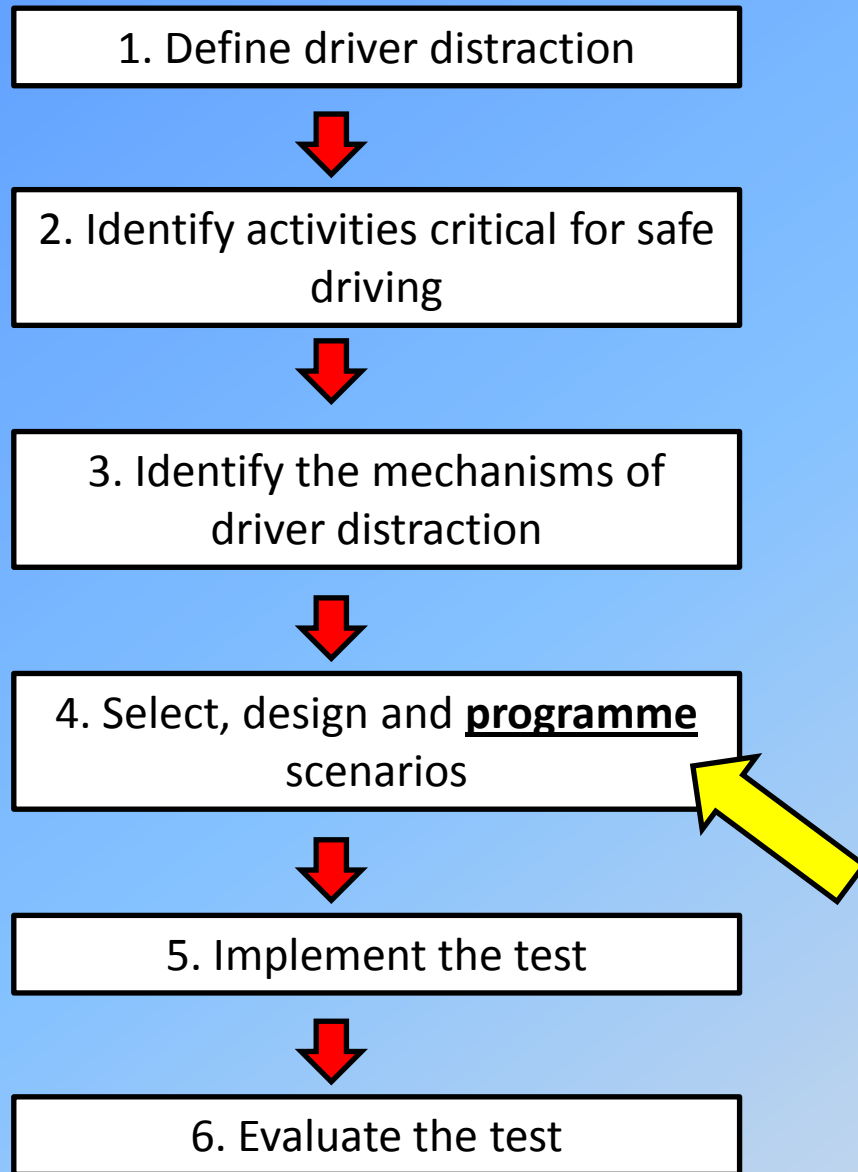 1. Define driver distraction
2. Identify activities critical for safe
driving
3. Identify the mechanisms of
driver distraction
4. Select, design and programme
scenarios
5. Implement the test
6. Evaluate the test